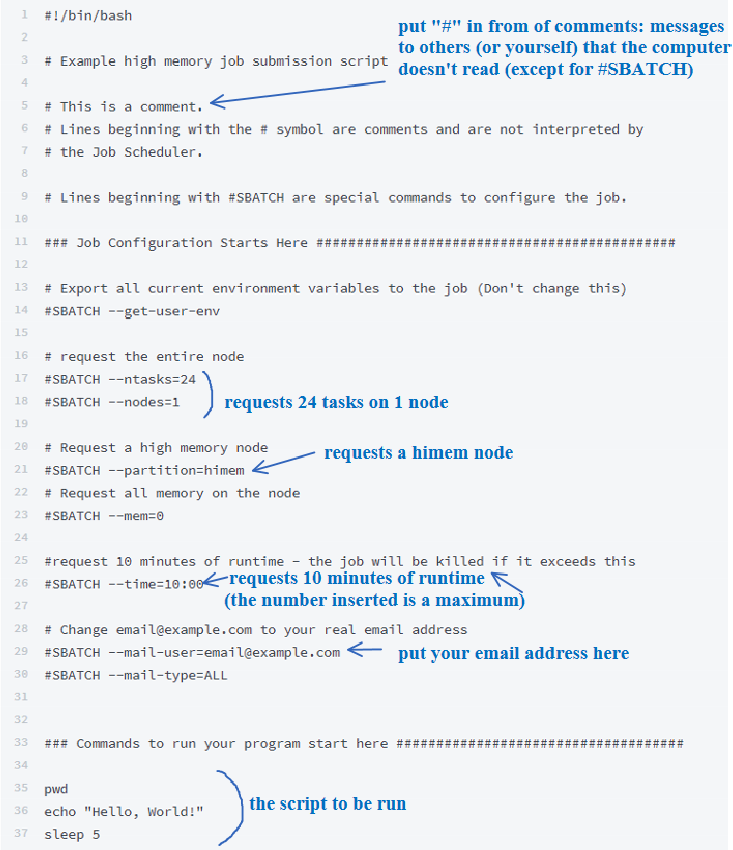 1 #!/bin/bash
put "#" in from of comments: messages
2
to others (or yourself) that the computer
3 # Example high memory job submission script
doesn't read (except for #SBATCH)
4
5 # This is a comment.
6 # Lines beginning with the # symbol are comments and are not interpreted by
7 # the Job Scheduler.
8
9 # Lines beginning with #SBATCH are special commands to configure the job.
10
11 ### Job Configuration Starts Here #############################################
12
13 # Export all current environment variables to the job (Don't change this)
14 #SBATCH --get-user-env
15
16 # request the entire node
17 #SBATCH --ntasks=24
18 #SBATCH --nodes=1
requests 24 tasks on 1 node
19
20 # Request a high memory node
requests a himem node
21 #SBATCH --partition=himem
22 # Request all memory on the node
23 #SBATCH --mem=0
24
25 #request 10 minutes of runtime - the job will be killed if it exceeds this
26 #SBATCH --time=10:00
requests 10 minutes of runtime
(the number inserted is a maximum)
27
28 # Change email@example.com to your real email address
29 #SBATCH --mail-user=email@example.com
put your email address here
30 #SBATCH --mail-type=ALL
31
32
33 ### Commands to run your program start here ####################################
34
35 pwd
36 echo "Hello, World!"
the script to be run
37 sleep 5